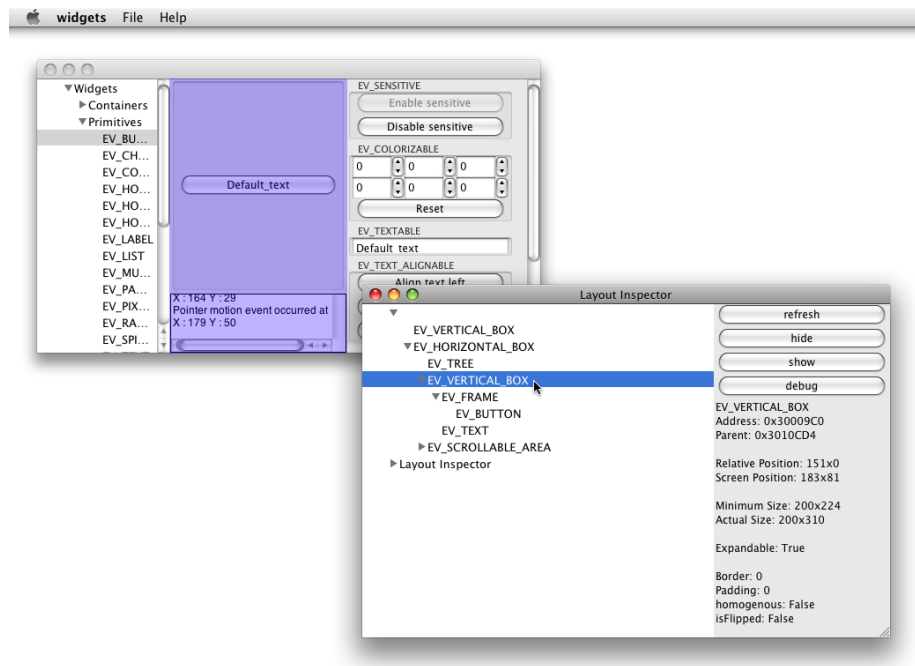 widgets File Help
Widgets
Containers
Primitives
EV_BU...
EV_CH...
EV_CO...
EV_HO...
EV_HO...
EV_HO...
EV_LABEL
EV_LIST
EV_MU...
EV_PA...
EV_PIX...
EV_RA...
EV_SPI...
Default_text
X : 164 Y : 29
Pointer motion event occurred at
X : 179 Y : 50
EV_SENSITIVE
Enable sensitive
Disable sensitive
EV_COLORIZABLE
0 0 0
0 0 0
Reset
EV_TEXTABLE
Default_text
EV_TEXT_ALIGNABLE
Align text left
Layout Inspector
EV_VERTICAL_BOX
EV_HORIZONTAL_BOX
EV_TREE
EV_VERTICAL_BOX
EV_FRAME
EV_BUTTON
EV_TEXT
EV_SCROLLABLE_AREA
Layout Inspector
refresh
hide
show
debug
EV_VERTICAL_BOX
Address: 0x30009C0
Parent: 0x3010CD4
Relative Position: 151x0
Screen Position: 183x81
Minimum Size: 200x224
Actual Size: 200x310
Expandable: True
Border: 0
Padding: 0
homogenous: False
isFlipped: False